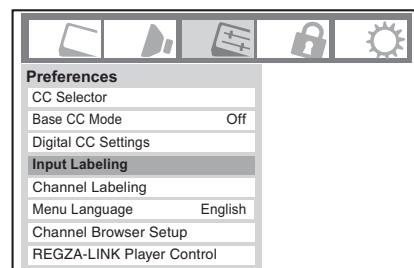 Preferences
CC Selector
Base CC Mode Off
Digital CC Settings
Input Labeling
Channel Labeling
Menu Language English
Channel Browser Setup
REGZA-LINK Player Control